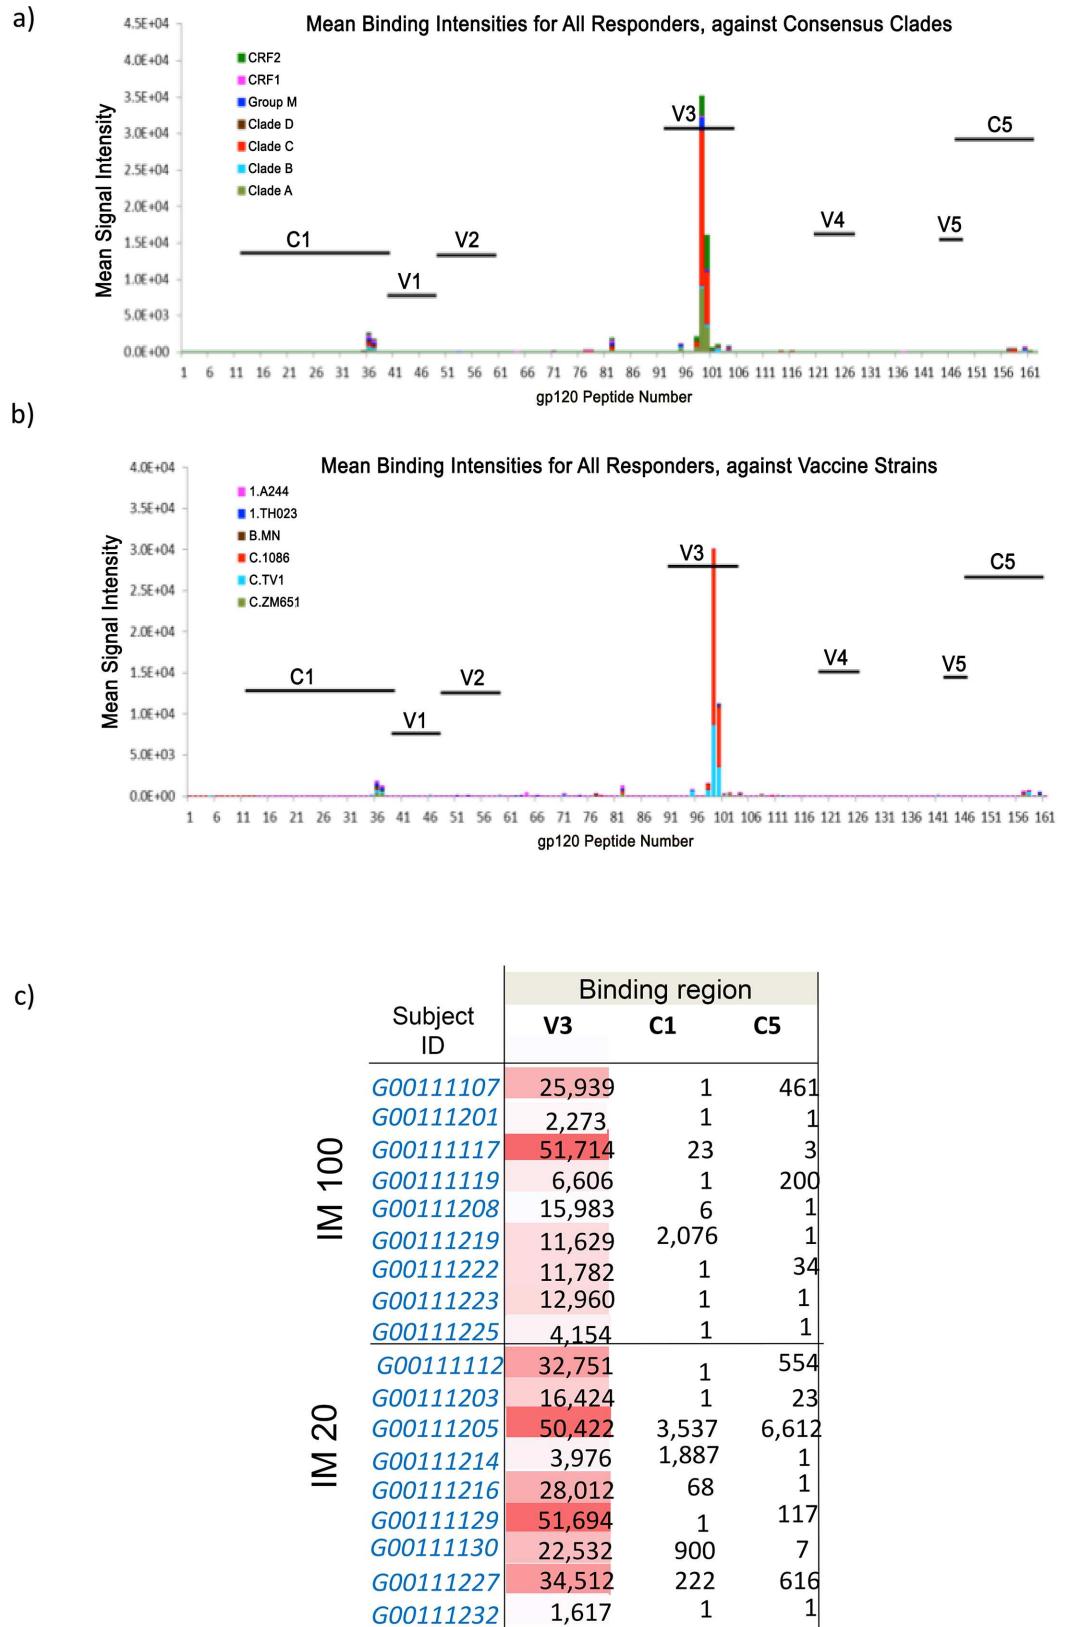 a)
Mean Binding Intensities for All Responders, against Consensus Clades
Mean Signal Intensity
4.5E+04
4.0E+04
3.5E+04
3.0E+04
2.5E+04
2.0E+04
1.5E+04
1.0E+04
5.0E+03
0.0E+00
CRF2
CRF1
Group M
Clade D
Clade C
Clade B
Clade A
C1
V1
V2
V3
V4
V5
C5
1 6 11 16 21 26 31 36 41 46 51 56 61 66 71 76 81 86 91 96 101 106 111 116 121 126 131 136 141 146 151 156 161
gp120 Peptide Number
b)
Mean Binding Intensities for All Responders, against Vaccine Strains
Mean Signal Intensity
4.0E+04
3.5E+04
3.0E+04
2.5E+04
2.0E+04
1.5E+04
1.0E+04
5.0E+03
0.0E+00
1.A244
1.TH023
B.MN
C.1086
C.TV1
C.ZM651
C1
V1
V2
V3
V4
V5
C5
1 6 11 16 21 26 31 36 41 46 51 56 61 66 71 76 81 86 91 96 101 106 111 116 121 126 131 136 141 146 151 156 161
gp120 Peptide Number
c)
Binding region
Subject ID V3 C1 C5
IM 100
G00111107 25,939 1 461
G00111201 2,273 1 1
G00111117 51,714 23 3
G00111119 6,606 1 200
G00111208 15,983 6 1
G00111219 11,629 2,076 1
G00111222 11,782 1 34
G00111223 12,960 1 1
G00111225 4,154 1 1
IM 20
G00111112 32,751 1 554
G00111203 16,424 1 23
G00111205 50,422 3,537 6,612
G00111214 3,976 1,887 1
G00111216 28,012 68 1
G00111129 51,694 1 117
G00111130 22,532 900 7
G00111227 34,512 222 616
G00111232 1,617 1 1